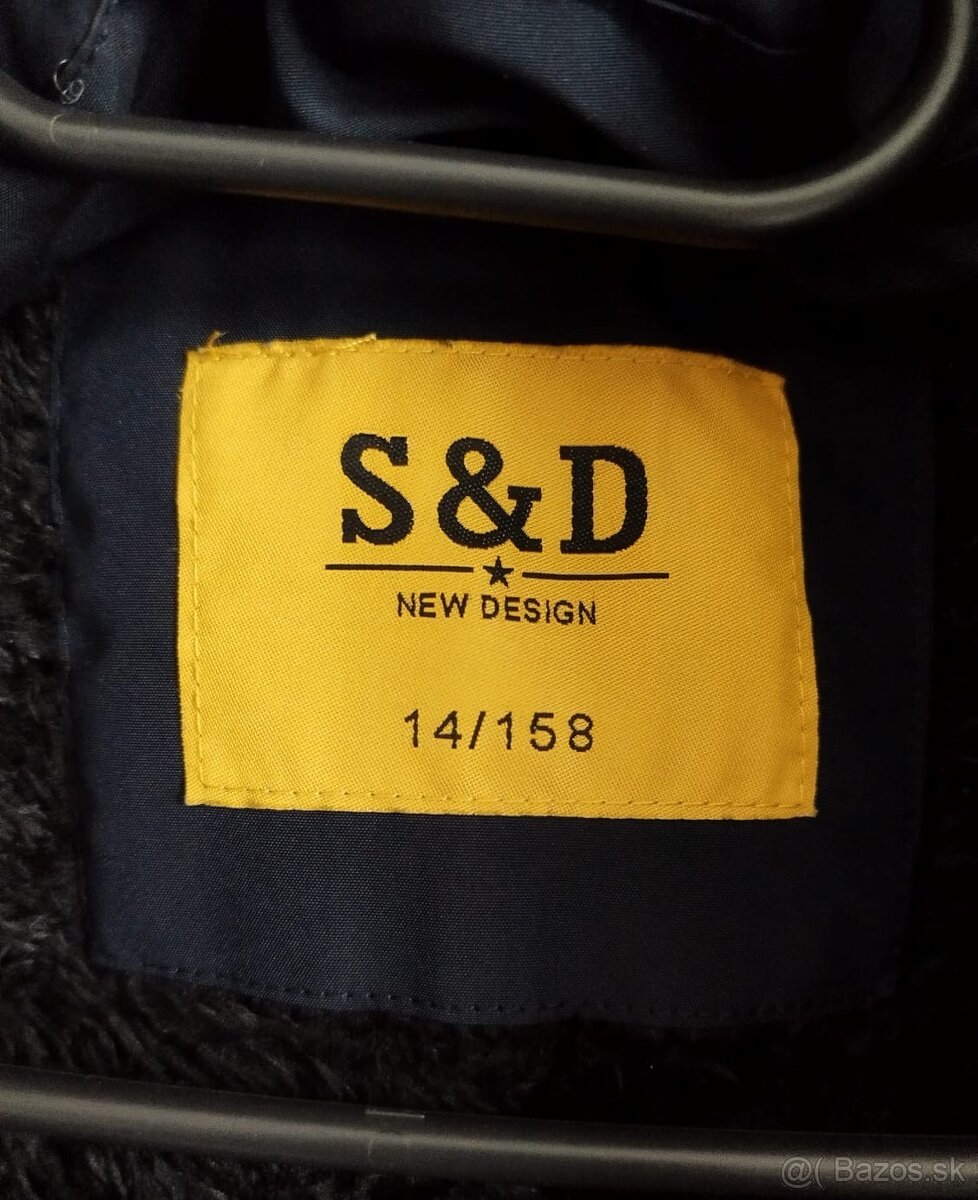 S&D
NEW DESIGN
14/158
@( Bazos.sk